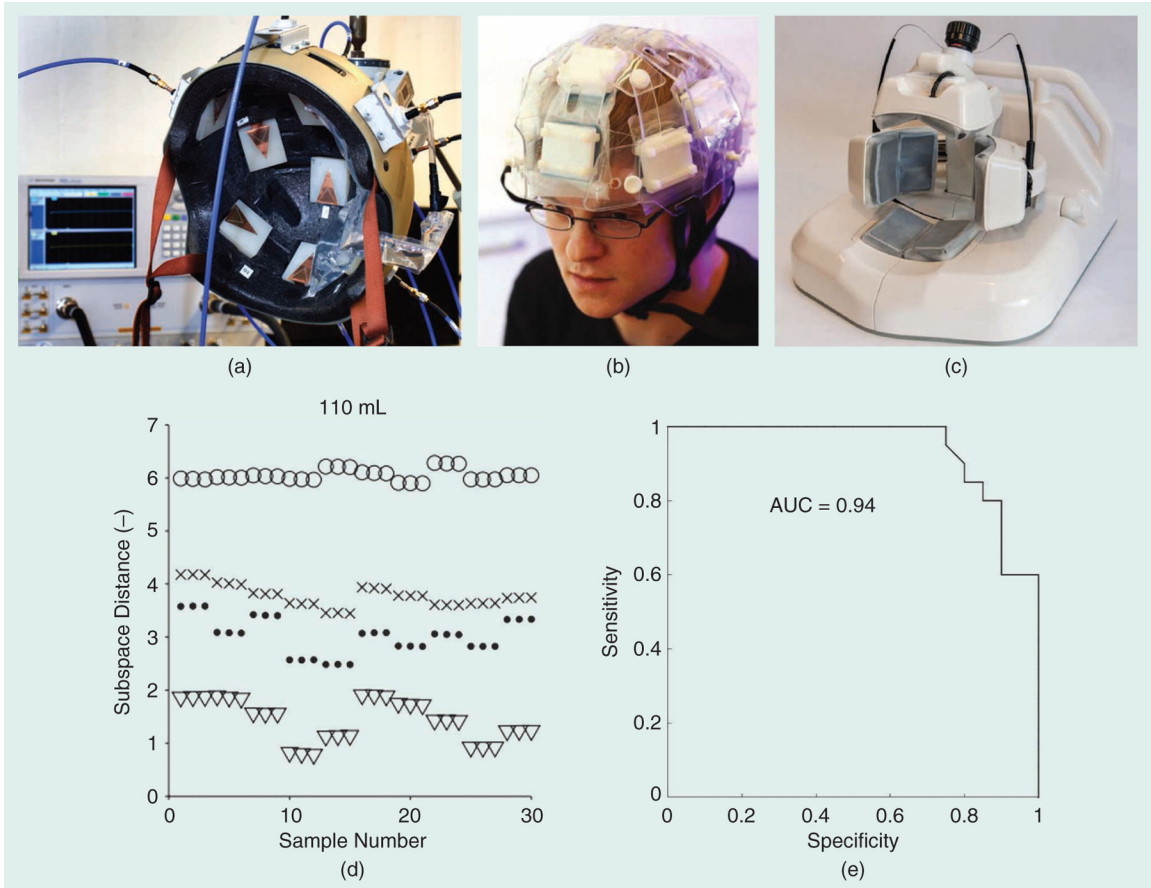 (a)
(b)
(c)
110 mL
7
6
5
4
3
2
1
0
Subspace Distance (–)
0
10
20
30
Sample Number
(d)
1
0.8
0.6
0.4
0.2
0
Sensitivity
AUC = 0.94
0
0.2
0.4
0.6
0.8
1
Specificity
(e)